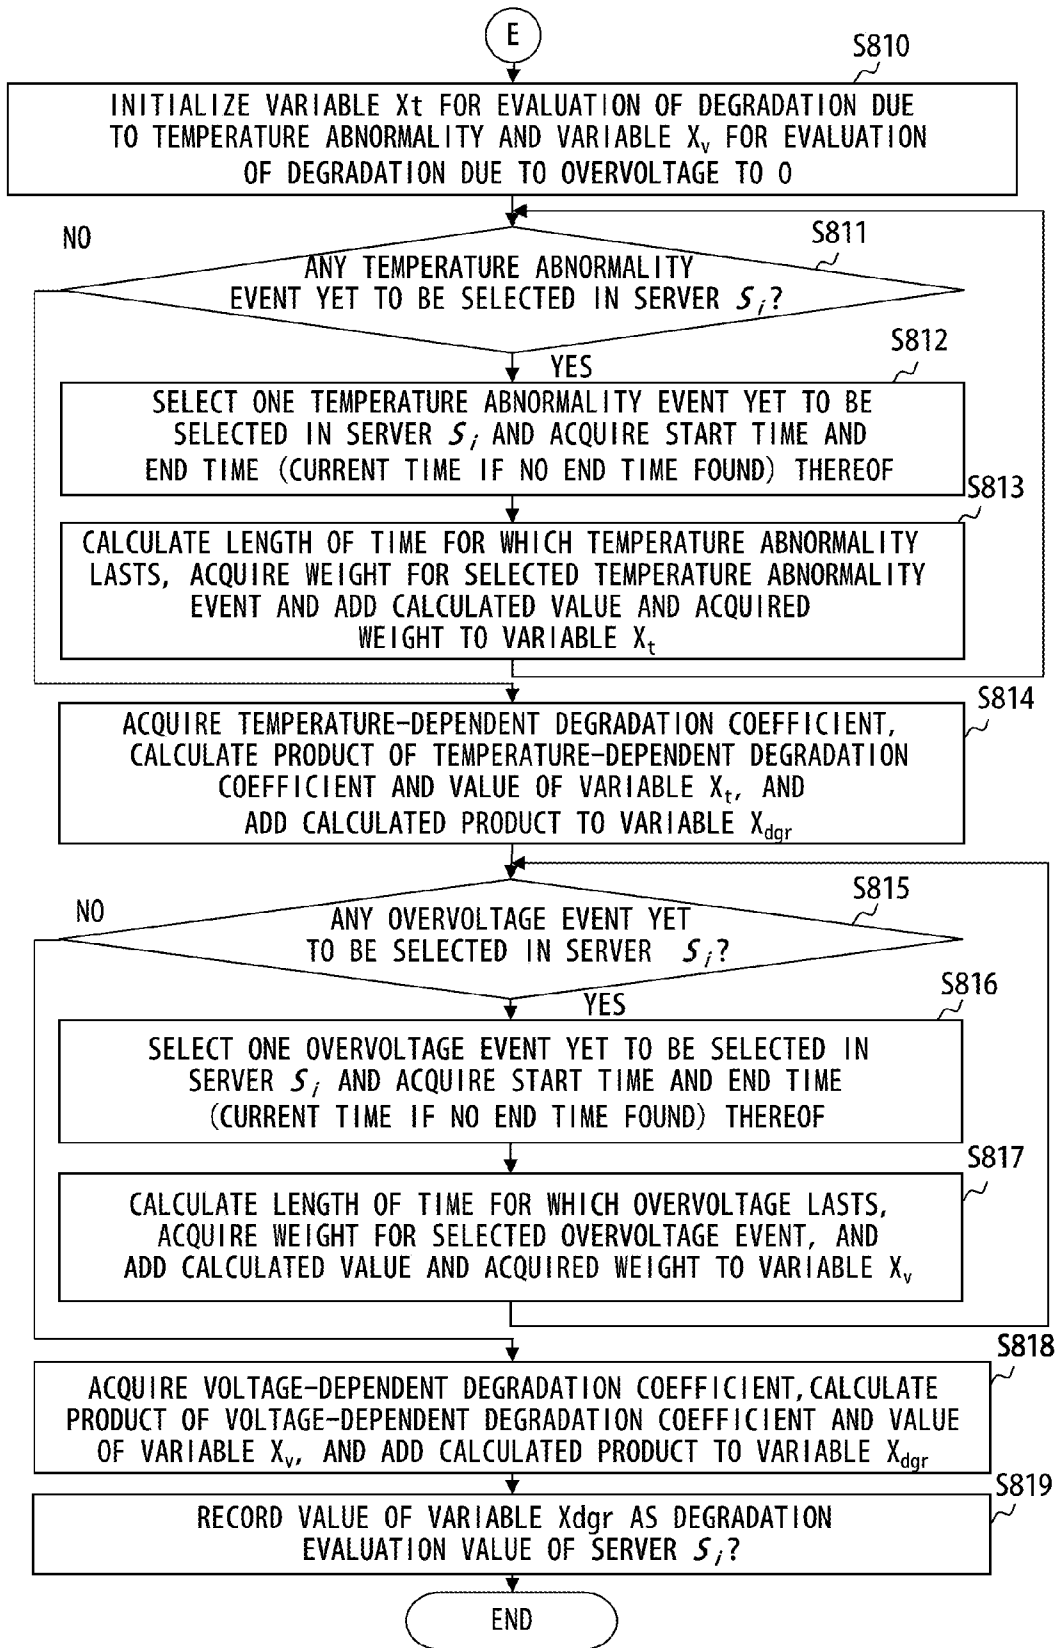 E
S810
INITIALIZE VARIABLE Xt FOR EVALUATION OF DEGRADATION DUE
TO TEMPERATURE ABNORMALITY AND VARIABLE Xv FOR EVALUATION
OF DEGRADATION DUE TO OVERVOLTAGE TO 0
NO
S811
ANY TEMPERATURE ABNORMALITY
EVENT YET TO BE SELECTED IN SERVER Si?
YES
S812
SELECT ONE TEMPERATURE ABNORMALITY EVENT YET TO BE
SELECTED IN SERVER Si AND ACQUIRE START TIME AND
END TIME (CURRENT TIME IF NO END TIME FOUND) THEREOF
S813
CALCULATE LENGTH OF TIME FOR WHICH TEMPERATURE ABNORMALITY
LASTS, ACQUIRE WEIGHT FOR SELECTED TEMPERATURE ABNORMALITY
EVENT AND ADD CALCULATED VALUE AND ACQUIRED
WEIGHT TO VARIABLE Xt
S814
ACQUIRE TEMPERATURE-DEPENDENT DEGRADATION COEFFICIENT,
CALCULATE PRODUCT OF TEMPERATURE-DEPENDENT DEGRADATION
COEFFICIENT AND VALUE OF VARIABLE Xt, AND
ADD CALCULATED PRODUCT TO VARIABLE Xdgr
S815
NO
ANY OVERVOLTAGE EVENT YET
TO BE SELECTED IN SERVER Si?
YES
S816
SELECT ONE OVERVOLTAGE EVENT YET TO BE SELECTED IN
SERVER Si AND ACQUIRE START TIME AND END TIME
(CURRENT TIME IF NO END TIME FOUND) THEREOF
S817
CALCULATE LENGTH OF TIME FOR WHICH OVERVOLTAGE LASTS,
ACQUIRE WEIGHT FOR SELECTED OVERVOLTAGE EVENT, AND
ADD CALCULATED VALUE AND ACQUIRED WEIGHT TO VARIABLE Xv
S818
ACQUIRE VOLTAGE-DEPENDENT DEGRADATION COEFFICIENT, CALCULATE
PRODUCT OF VOLTAGE-DEPENDENT DEGRADATION COEFFICIENT AND VALUE
OF VARIABLE Xv, AND ADD CALCULATED PRODUCT TO VARIABLE Xdgr
S819
RECORD VALUE OF VARIABLE Xdgr AS DEGRADATION
EVALUATION VALUE OF SERVER Si?
END